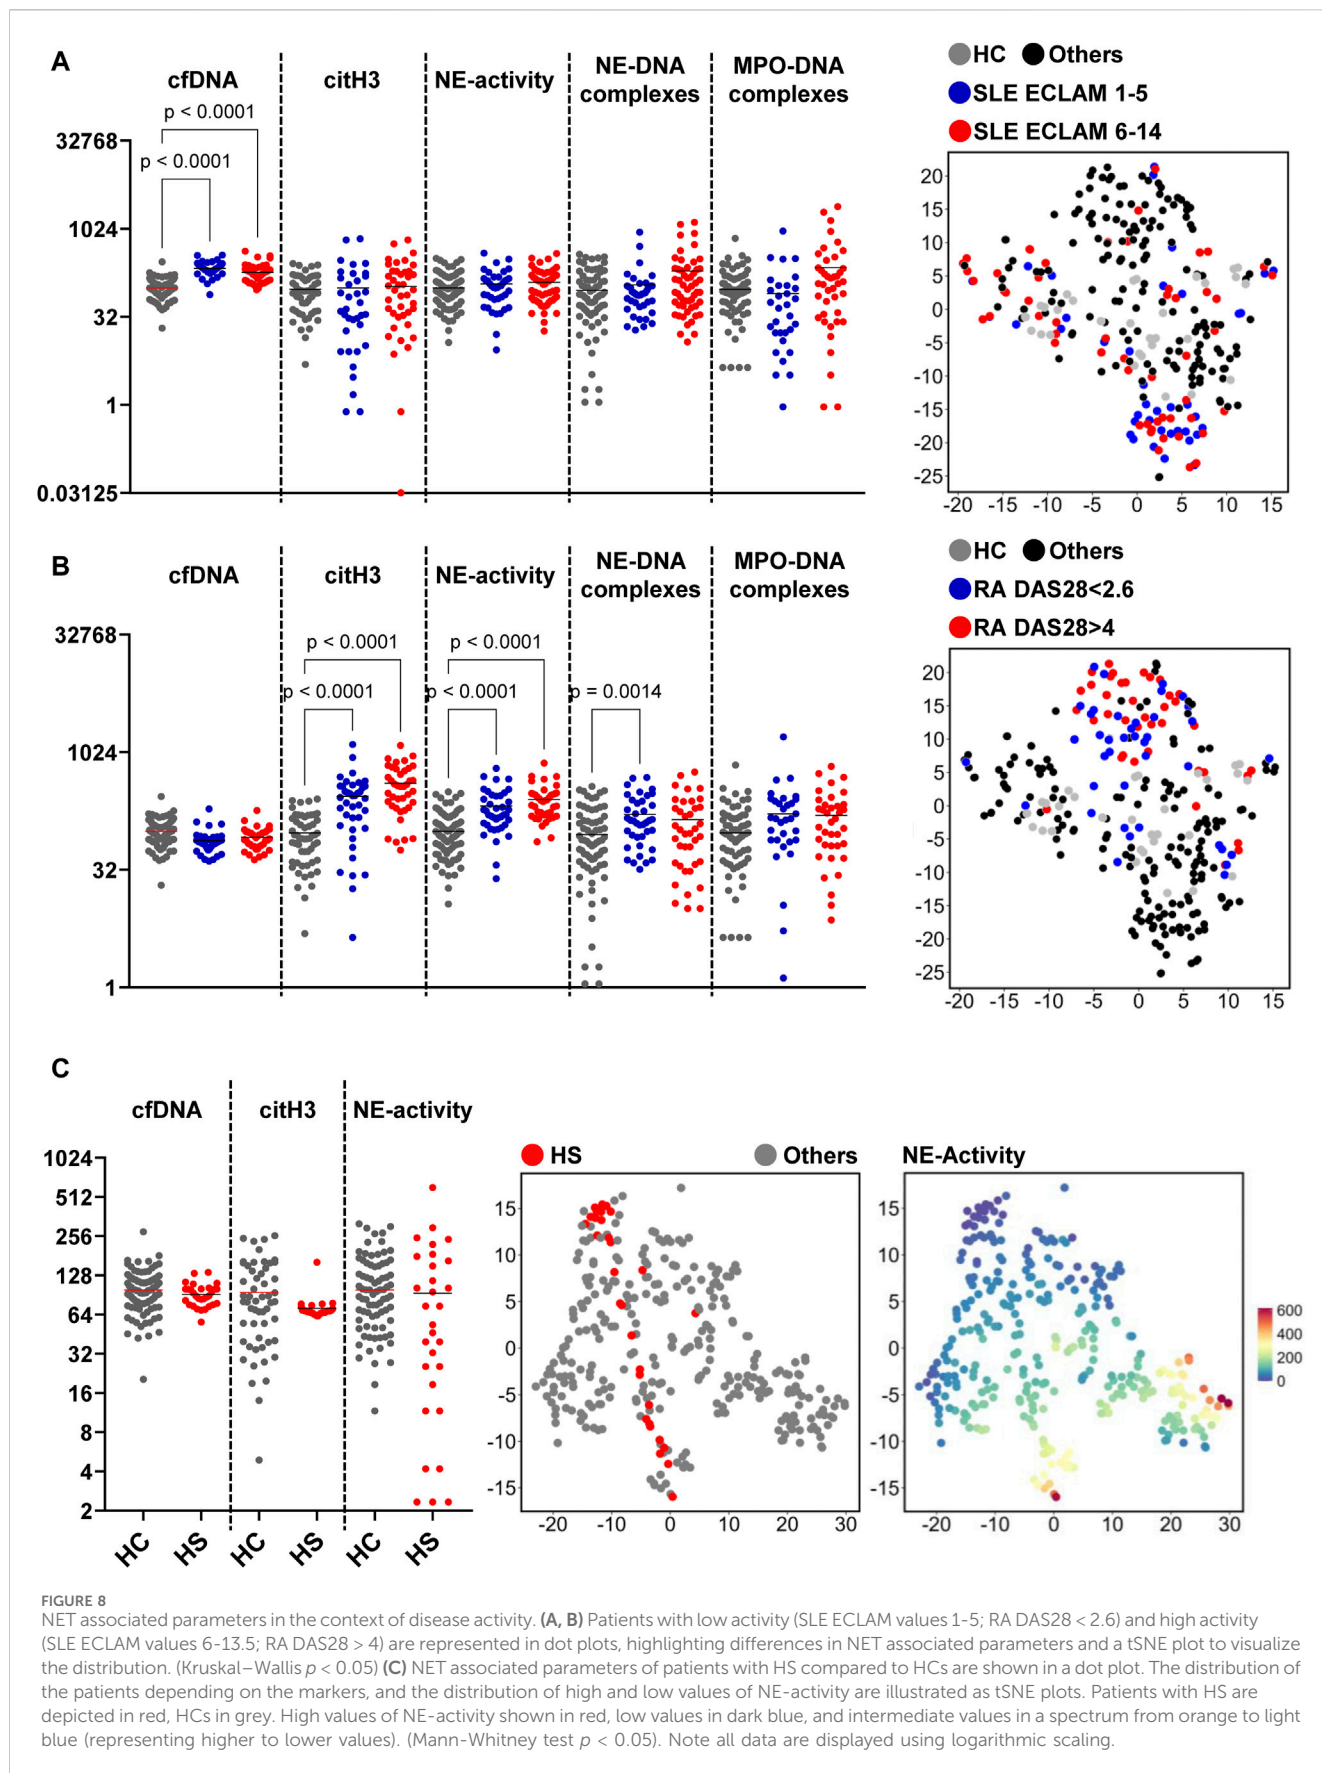 A
cfDNA
citH3
NE-activity
NE-DNA
complexes
MPO-DNA
complexes
p < 0.0001
p < 0.0001
32768
1024
32
1
0.03125
HC
Others
SLE ECLAM 1-5
SLE ECLAM 6-14
20
15
10
5
0
-5
-10
-15
-20
-25
-20 -15 -10 -5 0 5 10 15
B
cfDNA
citH3
NE-activity
NE-DNA
complexes
MPO-DNA
complexes
p < 0.0001
p < 0.0001
p < 0.0001
p < 0.0001
p = 0.0014
32768
1024
32
1
HC
Others
RA DAS28<2.6
RA DAS28>4
20
15
10
5
0
-5
-10
-15
-20
-25
-20 -15 -10 -5 0 5 10 15
C
cfDNA
citH3
NE-activity
1024
512
256
128
64
32
16
8
4
2
HC HS HC HS HC HS
HS
Others
15
10
5
0
-5
-10
-15
-20 -10 0 10 20 30
NE-Activity
15
10
5
0
-5
-10
-15
-20 -10 0 10 20 30
600
400
200
0
FIGURE 8
NET associated parameters in the context of disease activity. (A, B) Patients with low activity (SLE ECLAM values 1-5; RA DAS28 < 2.6) and high activity
(SLE ECLAM values 6-13.5; RA DAS28 > 4) are represented in dot plots, highlighting differences in NET associated parameters and a tSNE plot to visualize
the distribution. (Kruskal–Wallis p < 0.05) (C) NET associated parameters of patients with HS compared to HCs are shown in a dot plot. The distribution of
the patients depending on the markers, and the distribution of high and low values of NE-activity are illustrated as tSNE plots. Patients with HS are
depicted in red, HCs in grey. High values of NE-activity shown in red, low values in dark blue, and intermediate values in a spectrum from orange to light
blue (representing higher to lower values). (Mann-Whitney test p < 0.05). Note all data are displayed using logarithmic scaling.